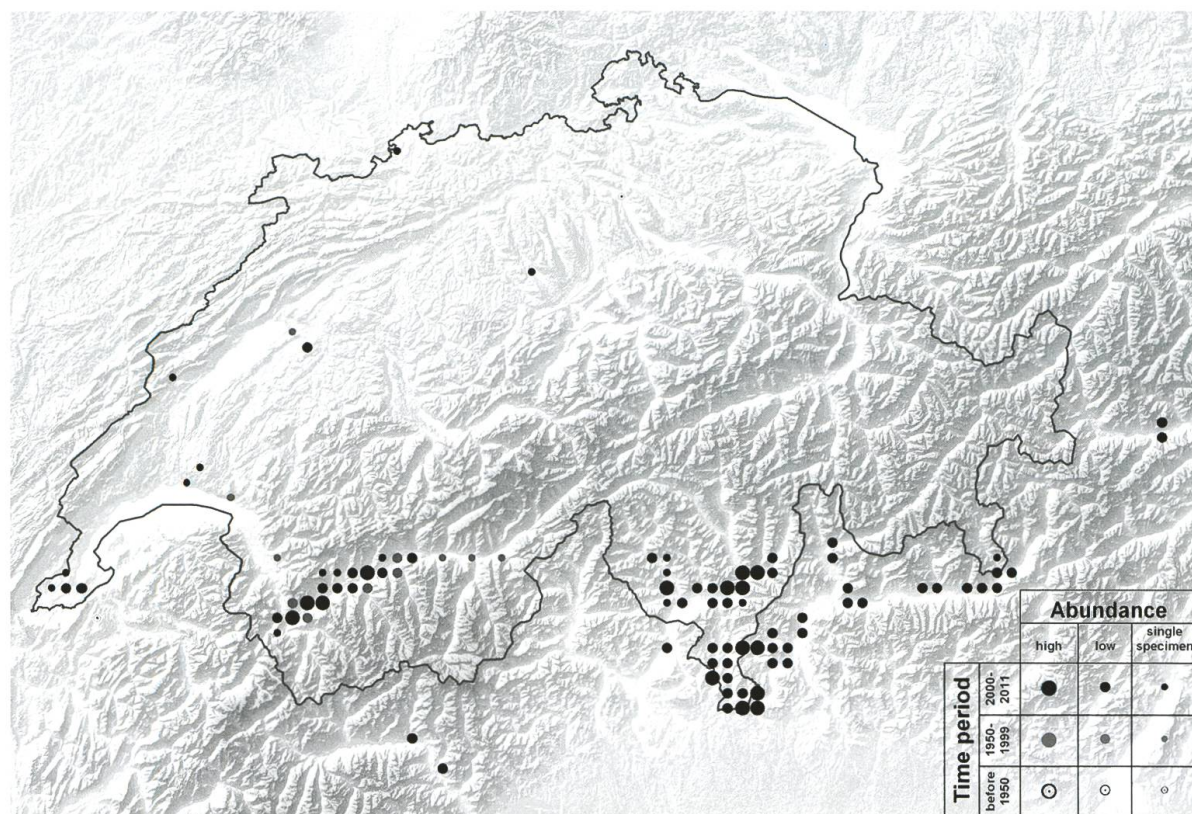 Abundance
high low single
specimen
Time period
2000-
2011
1950-
1999
before
1950